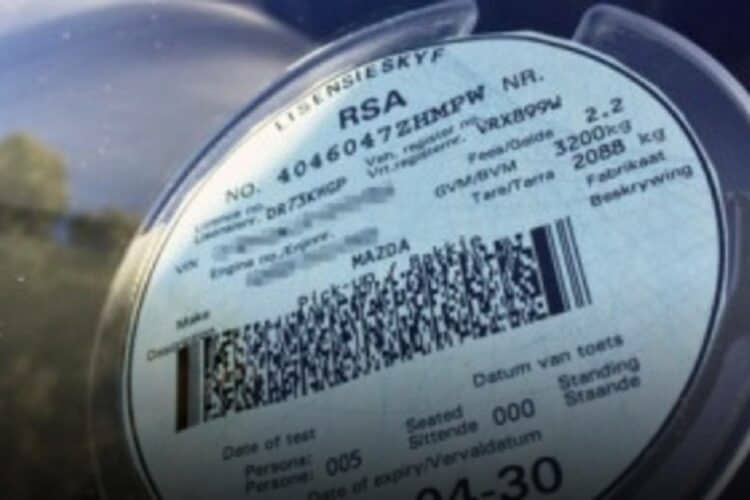 LISENSIESKYF
RSA
NO. 4046047ZHMPW NR.
Licence no. Veh. register no. VRX899W
Lisensienr. DR73KHGP Vrt.registernr.
Fees/Gelde 2.2
VIN GVM/BVM 3200kg
Engine no./Enjinnr. Tare/Tarra 2088 kg
Fabrikaat
MAZDA Beskrywing
Make Pick-up / Bakkie
Description
Datum van toets
Date of test
Persons: 005 Seated 000 Standing
Persone: Sittende Staande
Date of expiry/Vervaldatum
04-30